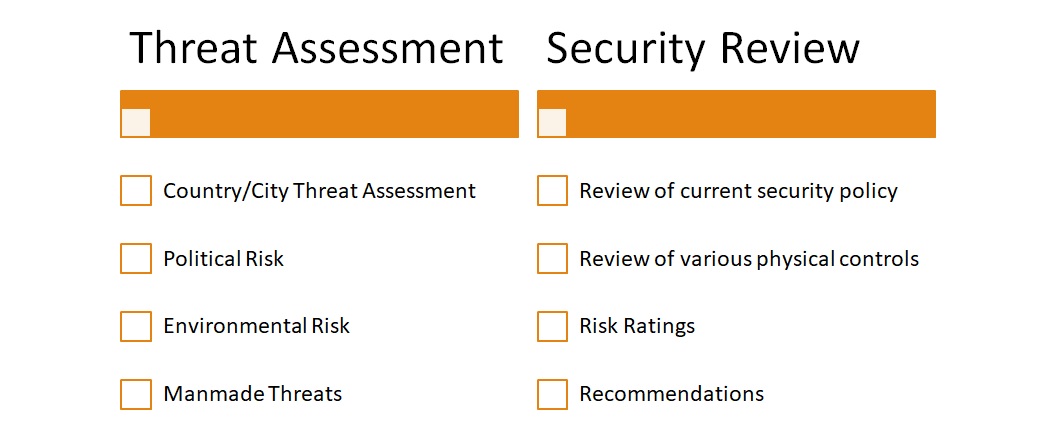 Threat Assessment
Country/City Threat Assessment
Political Risk
Environmental Risk
Manmade Threats
Security Review
Review of current security policy
Review of various physical controls
Risk Ratings
Recommendations